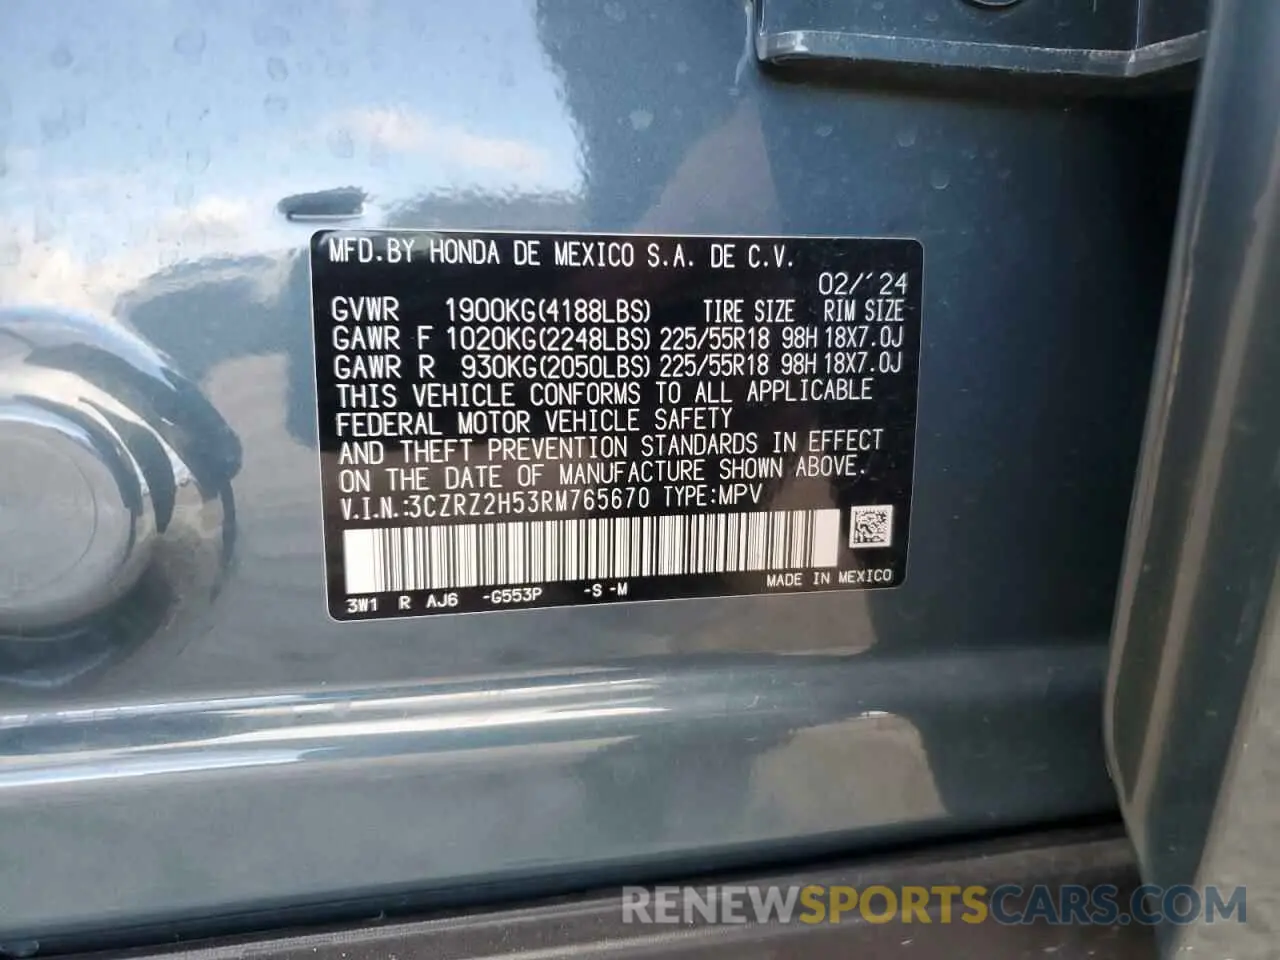 MFD.BY HONDA DE MEXICO S.A. DE C.V.
02/´24
GVWR 1900KG(4188LBS) TIRE SIZE RIM SIZE
GAWR F 1020KG(2248LBS) 225/55R18 98H 18X7.0J
GAWR R 930KG(2050LBS) 225/55R18 98H 18X7.0J
THIS VEHICLE CONFORMS TO ALL APPLICABLE
FEDERAL MOTOR VEHICLE SAFETY
AND THEFT PREVENTION STANDARDS IN EFFECT
ON THE DATE OF MANUFACTURE SHOWN ABOVE.
V.I.N.:3CZRZ2H53RM765670 TYPE:MPV
3W1 R AJ6 -G553P -S -M MADE IN MEXICO
RENEWSPORTSCARS.COM